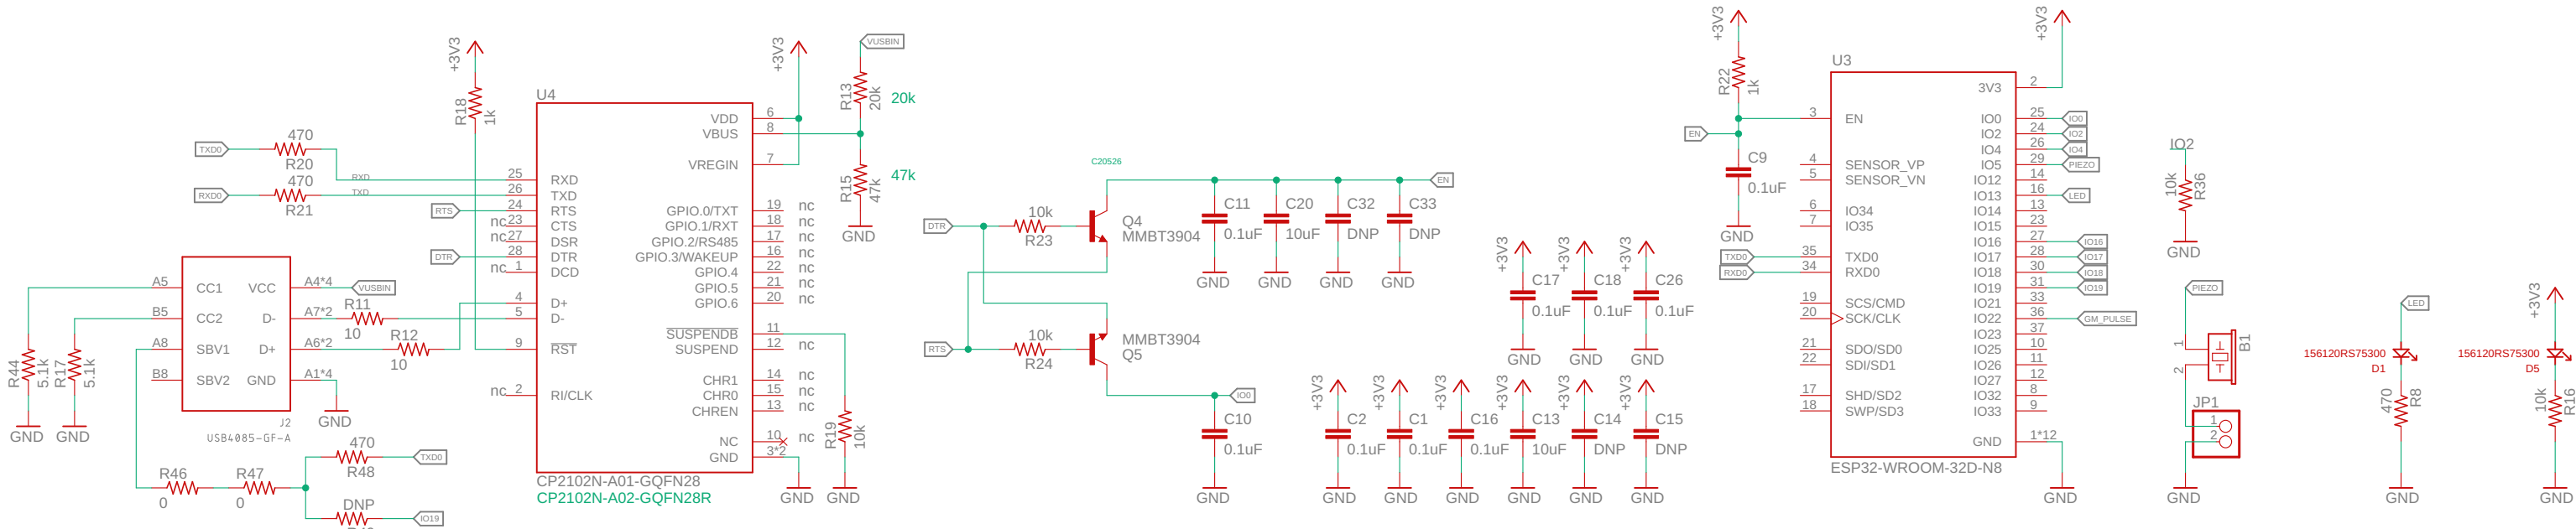 +3V3
R18
1k
TXD0
470
R20
RXD
RXD0
470
R21
TXD
RTS
DTR
nc
nc
nc
nc
U4
25
26
24
23
27
28
1
4
5
9
2
RXD
TXD
RTS
CTS
DSR
DTR
DCD
D+
D-
RST
RI/CLK
VDD
VBUS
VREGIN
GPIO.0/TXT
GPIO.1/RXT
GPIO.2/RS485
GPIO.3/WAKEUP
GPIO.4
GPIO.5
GPIO.6
SUSPENDB
SUSPEND
CHR1
CHR0
CHREN
NC
GND
6
8
7
19
18
17
16
22
21
20
11
12
14
15
13
10
3*2
nc
nc
nc
nc
nc
nc
nc
nc
nc
nc
nc
nc
CP2102N-A01-GQFN28
CP2102N-A02-GQFN28R
+3V3
VUSBIN
R13
20k
20k
R15
47k
47k
GND
R19
10k
GND
GND
A5
B5
A8
B8
CC1
CC2
SBV1
SBV2
VCC
D-
D+
GND
A4*4
A7*2
A6*2
A1*4
VUSBIN
R11
10
R12
10
GND
J2
USB4085-GF-A
R44
5.1k
R17
5.1k
GND
GND
R46
0
R47
0
470
R48
TXD0
DNP
IO19
C20526
DTR
10k
R23
Q4
MMBT3904
RTS
10k
R24
MMBT3904
Q5
EN
C11
0.1uF
GND
C20
10uF
GND
C32
DNP
GND
C33
DNP
GND
IO0
C10
0.1uF
GND
+3V3
C17
0.1uF
GND
+3V3
C18
0.1uF
GND
+3V3
C26
0.1uF
GND
+3V3
C2
0.1uF
GND
+3V3
C1
0.1uF
GND
+3V3
C16
0.1uF
GND
+3V3
C13
10uF
GND
+3V3
C14
DNP
GND
+3V3
C15
DNP
GND
+3V3
R22
1k
EN
C9
0.1uF
GND
TXD0
RXD0
U3
3
4
5
6
7
35
34
19
20
21
22
17
18
EN
SENSOR_VP
SENSOR_VN
IO34
IO35
TXD0
RXD0
SCS/CMD
SCK/CLK
SDO/SD0
SDI/SD1
SHD/SD2
SWP/SD3
3V3
IO0
IO2
IO4
IO5
IO12
IO13
IO14
IO15
IO16
IO17
IO18
IO19
IO21
IO22
IO23
IO25
IO26
IO27
IO32
IO33
GND
2
25
24
26
29
14
16
13
23
27
28
30
31
33
36
37
10
11
12
8
9
1*12
ESP32-WROOM-32D-N8
+3V3
IO0
IO2
IO4
PIEZO
LED
IO16
IO17
IO18
IO19
GM_PULSE
GND
IO2
10k
R36
GND
PIEZO
1
2
B1
JP1
1
2
GND
LED
156120RS75300
D1
470
R8
GND
+3V3
156120RS75300
D5
10k
R16
GND